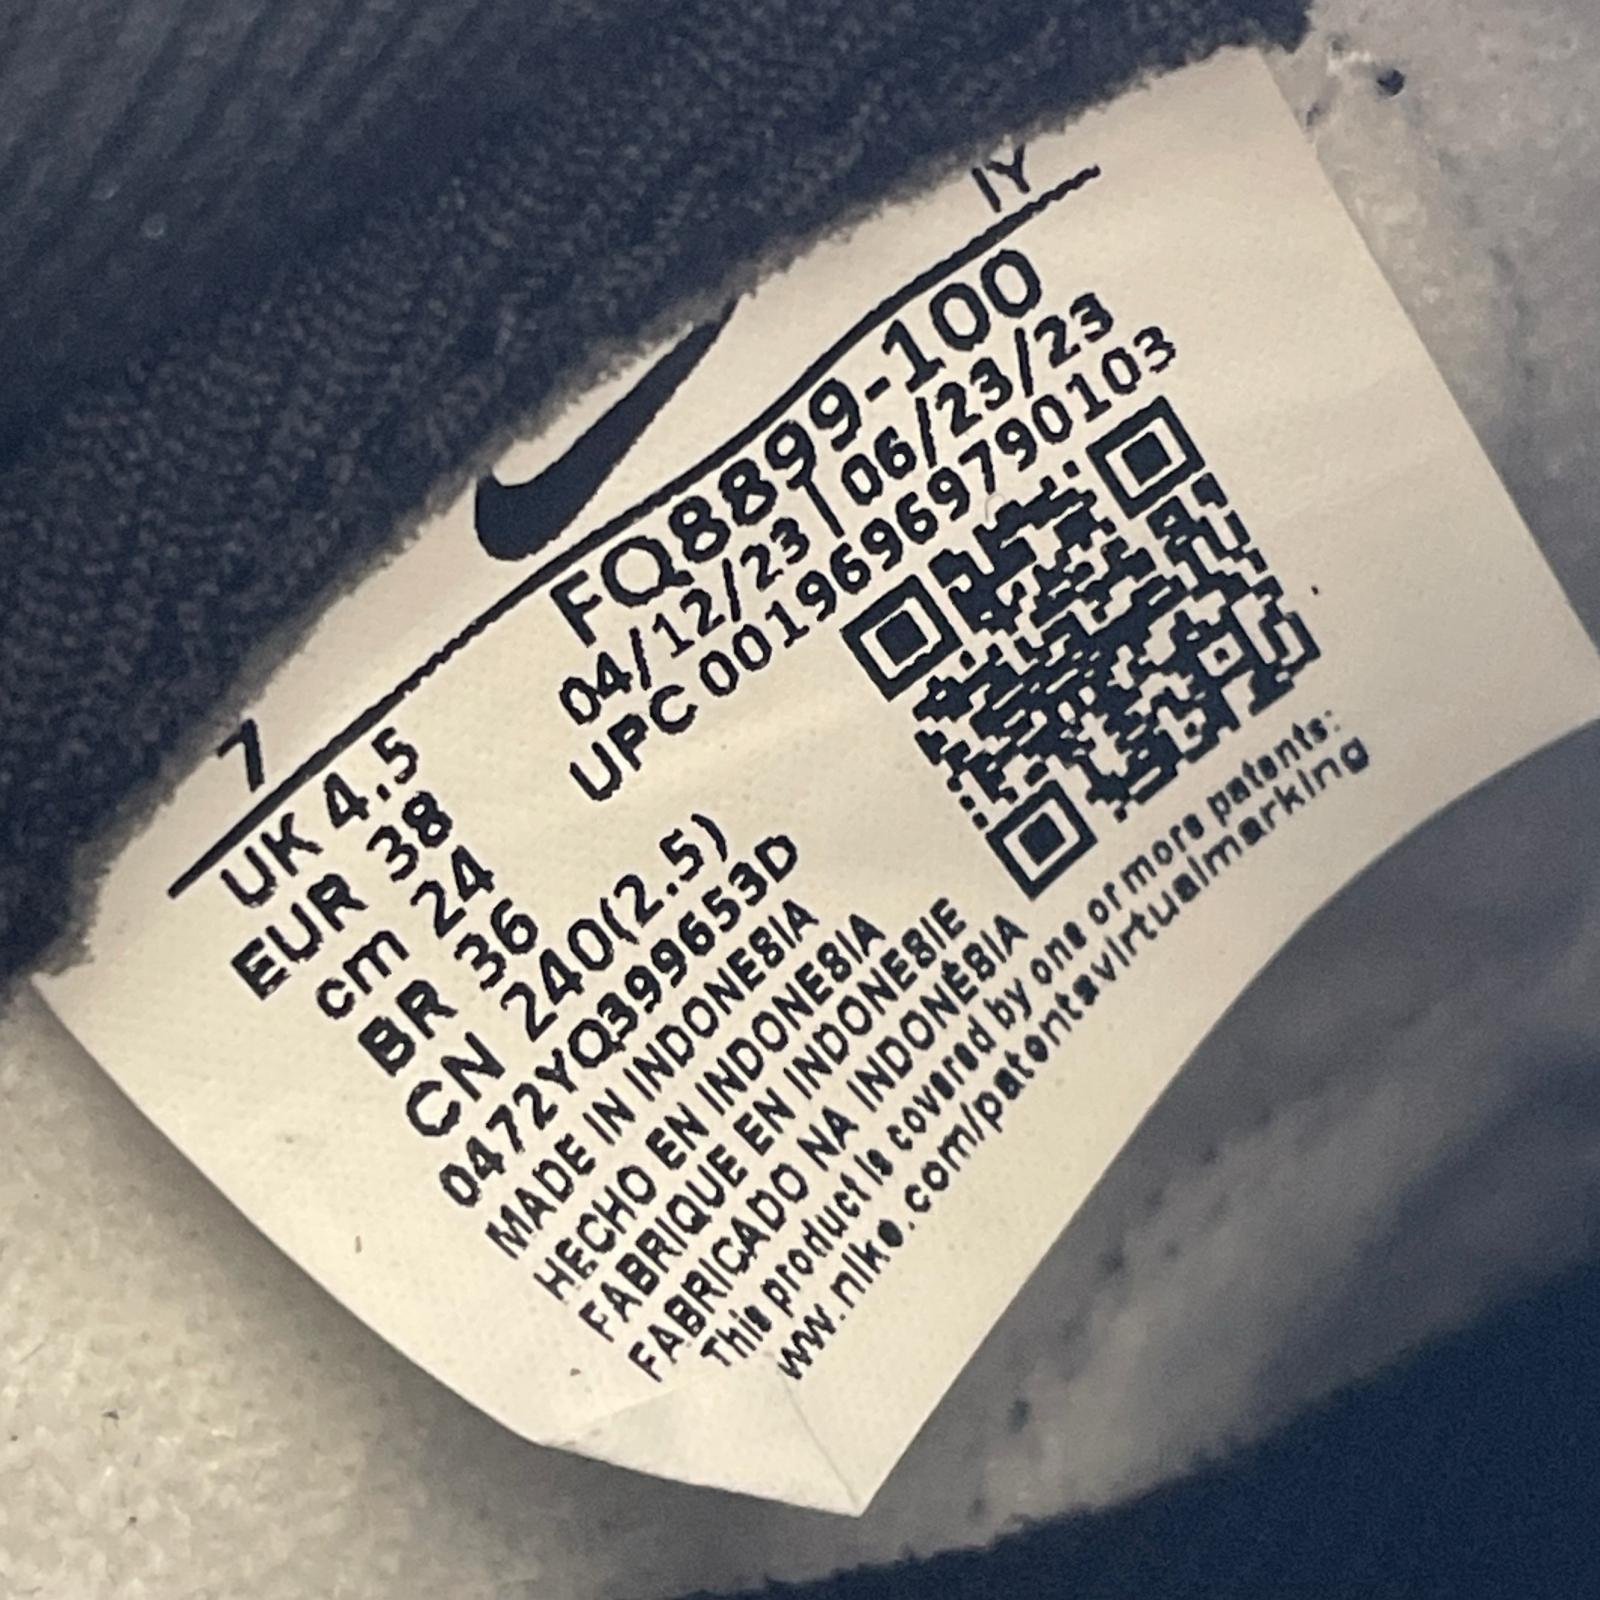 7
IY
UK 4.5
EUR 38
cm 24
BR 36
CN 240(2.5)
FQ8899-100
04/12/23|06/23/23
UPC 00196969790103
0472YQ399653D
MADE IN INDONESIA
HECHO EN INDONESIA
FABRIQUE EN INDONESIE
FABRICADO NA INDONÉSIA
This product is covered by one or more patents:
www.nike.com/patentsvirtualmarking